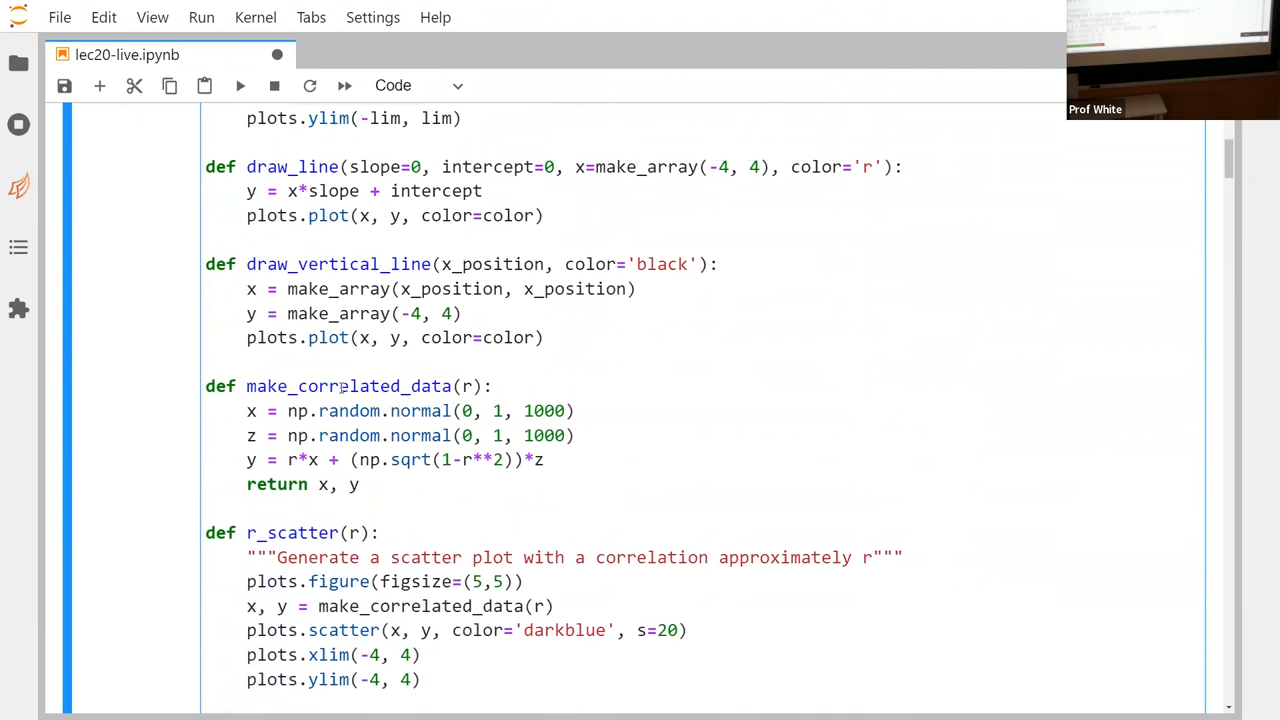 File Edit View Run Kernel Tabs Settings Help
lec20-live.ipynb
Code
Prof White
    plots.ylim(-lim, lim)
def draw_line(slope=0, intercept=0, x=make_array(-4, 4), color='r'):
    y = x*slope + intercept
    plots.plot(x, y, color=color)
def draw_vertical_line(x_position, color='black'):
    x = make_array(x_position, x_position)
    y = make_array(-4, 4)
    plots.plot(x, y, color=color)
def make_correlated_data(r):
    x = np.random.normal(0, 1, 1000)
    z = np.random.normal(0, 1, 1000)
    y = r*x + (np.sqrt(1-r**2))*z
    return x, y
def r_scatter(r):
    """Generate a scatter plot with a correlation approximately r"""
    plots.figure(figsize=(5,5))
    x, y = make_correlated_data(r)
    plots.scatter(x, y, color='darkblue', s=20)
    plots.xlim(-4, 4)
    plots.ylim(-4, 4)